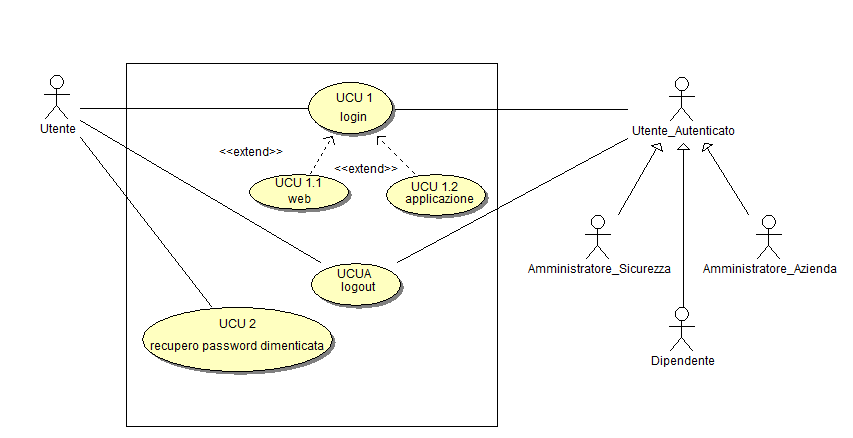 UCU 1
login
Utente
Utente_Autenticato
<<extend>>
<<extend>>
UCU 1.1
web
UCU 1.2
applicazione
Amministratore_Sicurezza
Amministratore_Azienda
UCUA
logout
UCU 2
recupero password dimenticata
Dipendente